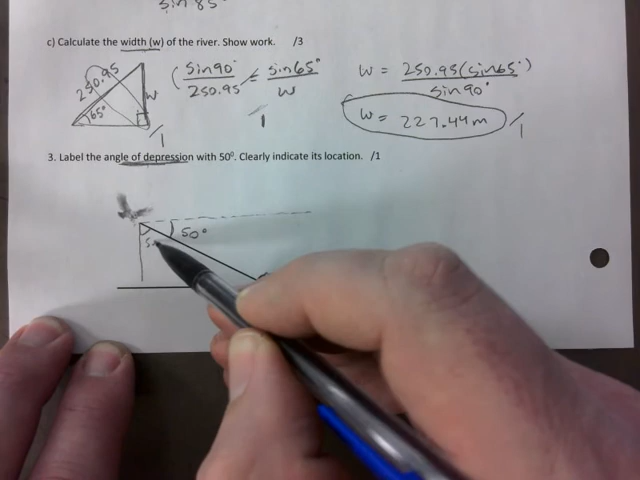 sin 85°
c) Calculate the width (w) of the river. Show work. /3
250.95
65°
w
/1
(sin90° / 250.95 = sin65° / w
/1
w = 250.95(sin65°) / sin90°
w = 227.44m /1
3. Label the angle of depression with 50⁰. Clearly indicate its location. /1
50°